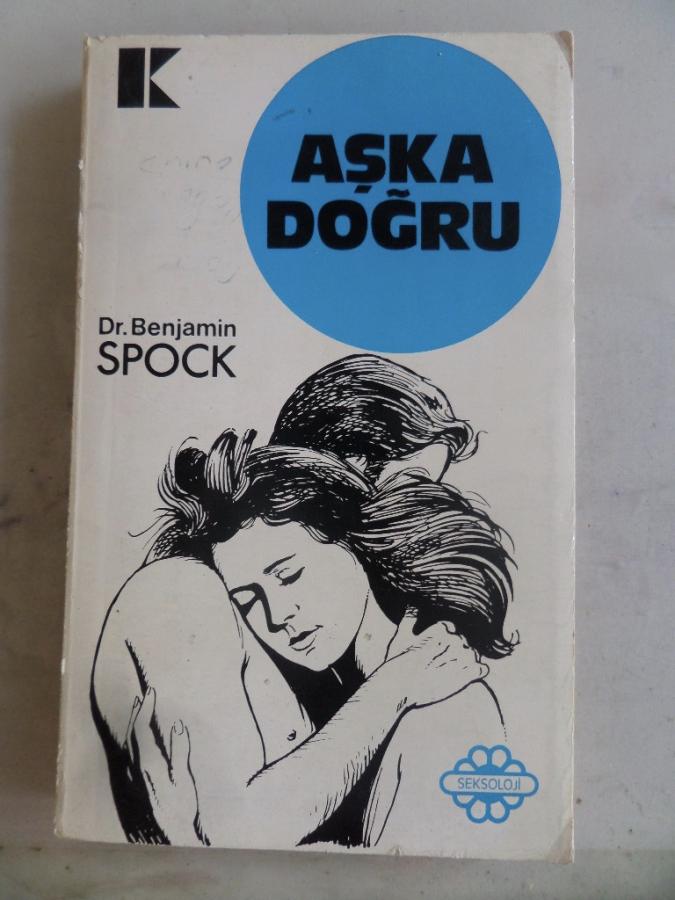 K
AŞKA
DOĞRU
Dr. Benjamin
SPOCK
SEKSOLOJİ